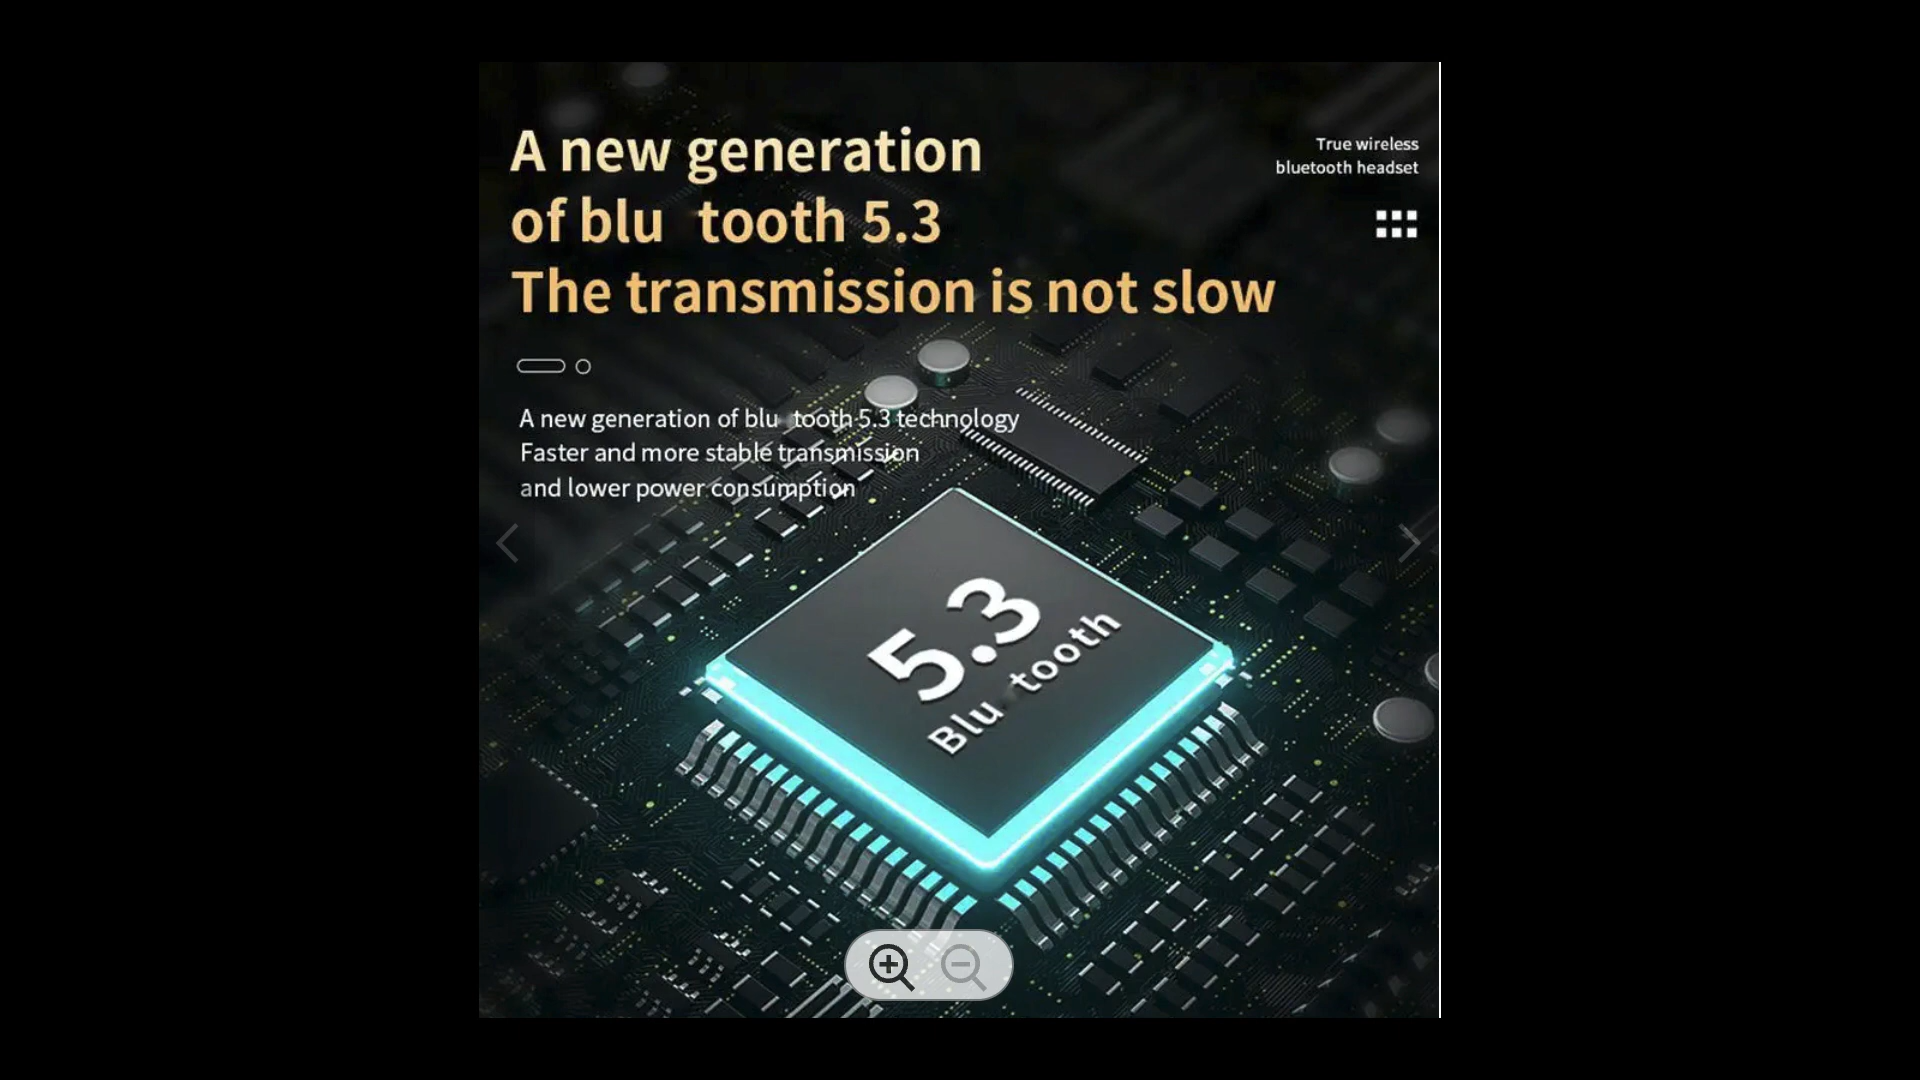 A new generation
of blu tooth 5.3
The transmission is not slow
True wireless
bluetooth headset
A new generation of blu tooth 5.3 technology
Faster and more stable transmission
and lower power consumption
5.3
Blu tooth